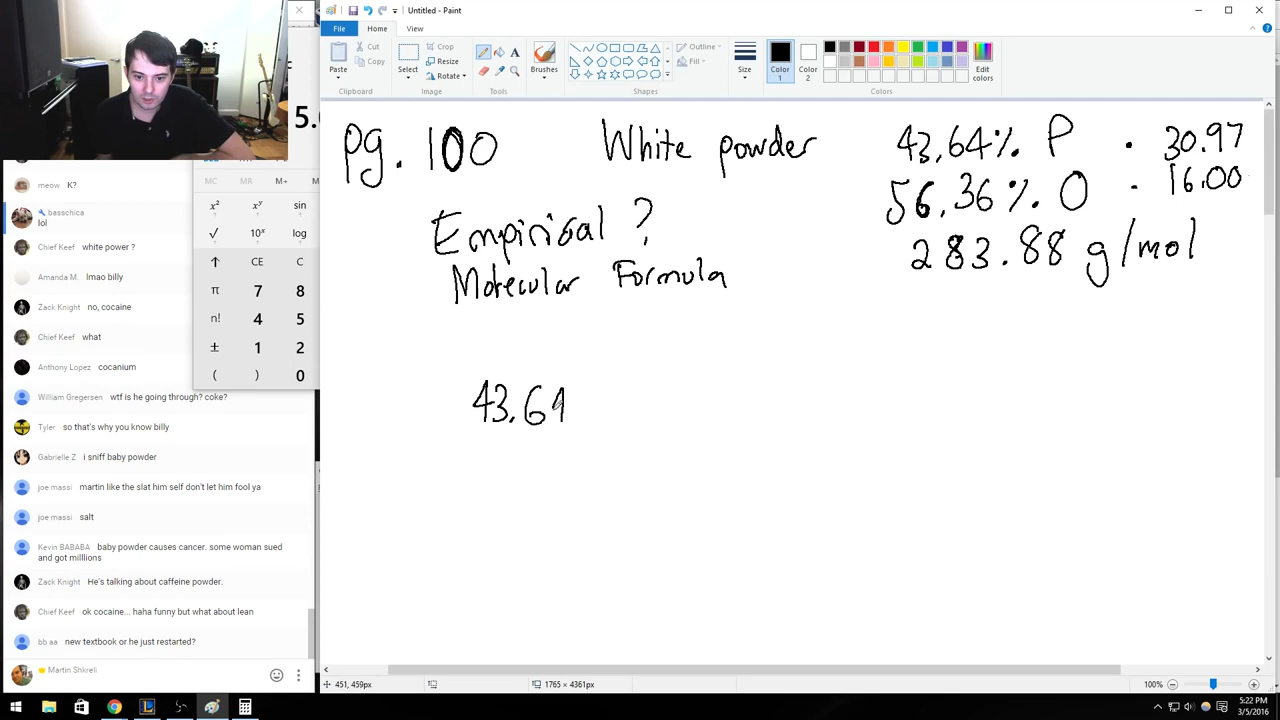 Untitled - Paint
File Home View
Paste
Cut
Copy
Clipboard
Select
Crop
Resize
Rotate
Image
Tools
Brushes
Outline
Fill
Shapes
Size
Color 1
Color 2
Edit colors
Colors
5.
MC MR M+
x² xʸ sin
√ 10ˣ log
↑ CE C
π 7 8
n! 4 5
± 1 2
( ) 0
meow K?
basschica
lol
Chief Keef white power ?
Amanda M. lmao billy
Zack Knight no, cocaine
Chief Keef what
Anthony Lopez cocanium
William Gregersen wtf is he going through? coke?
Tyler so that's why you know billy
Gabrielle Z i sniff baby powder
joe massi martin like the slat him self don't let him fool ya
joe massi salt
Kevin BABABA baby powder causes cancer. some woman sued
and got milllions
Zack Knight He's talking about caffeine powder.
Chief Keef ok cocaine... haha funny but what about lean
bb aa new textbook or he just restarted?
Martin Shkreli
pg. 100 White powder 43.64% P · 30.97
56.36% O - 16.00
Empirical ? 283.88 g/mol
Molecular Formula
43.64
451, 459px
1765 × 4361px
100%
5:22 PM
3/5/2016